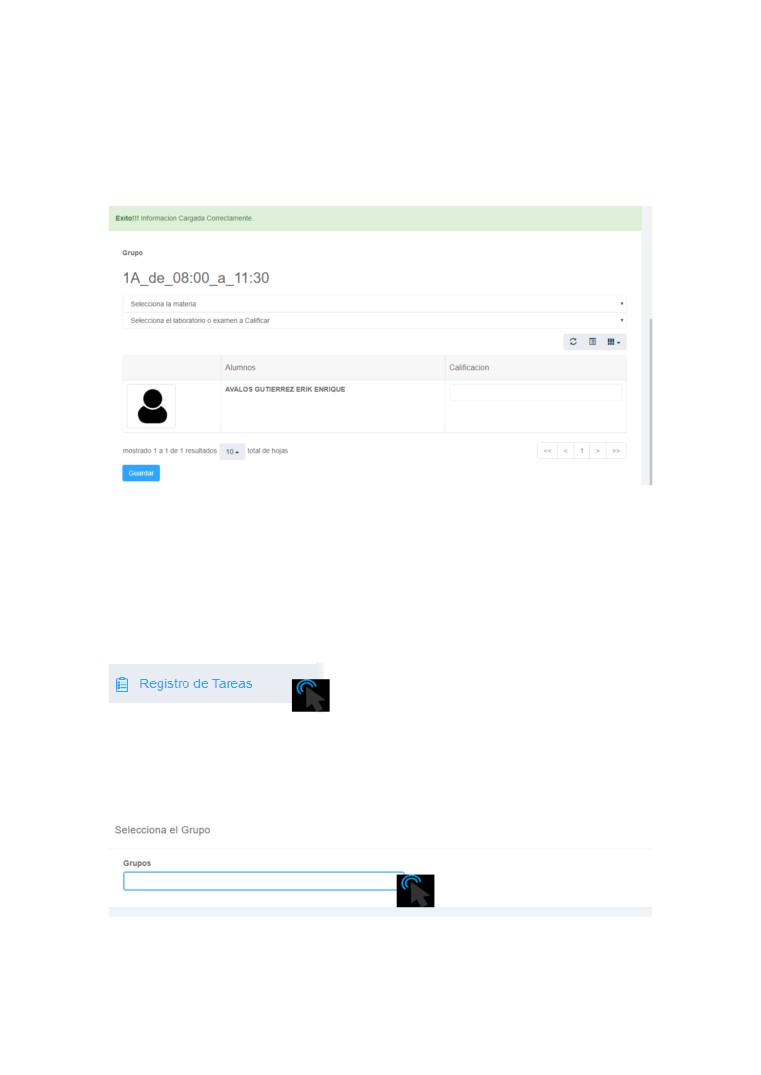 Exito!!! Informacion Cargada Correctamente.
Grupo
1A_de_08:00_a_11:30
Selecciona la materia
Selecciona el laboratorio o examen a Calificar
Alumnos Calificacion
AVALOS GUTIERREZ ERIK ENRIQUE
mostrado 1 a 1 de 1 resultados 10 total de hojas << < 1 > >>
Guardar
Registro de Tareas
Selecciona el Grupo
Grupos